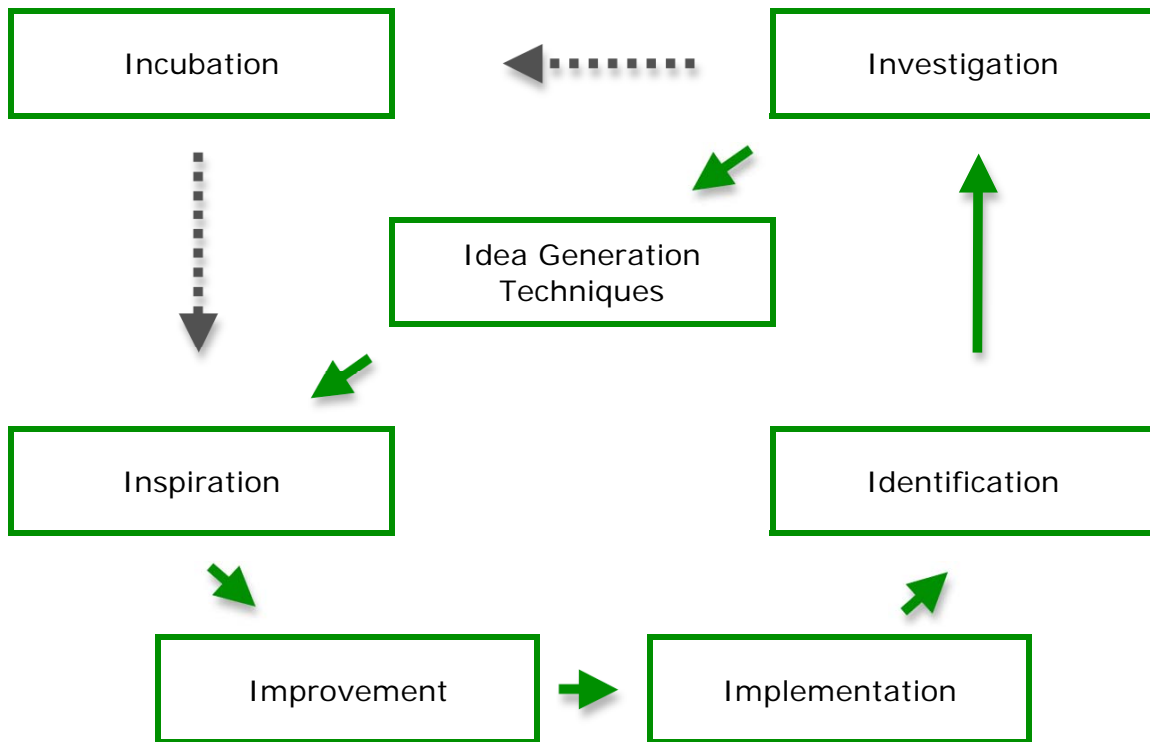 Incubation
Investigation
Idea Generation
Techniques
Inspiration
Identification
Improvement
Implementation